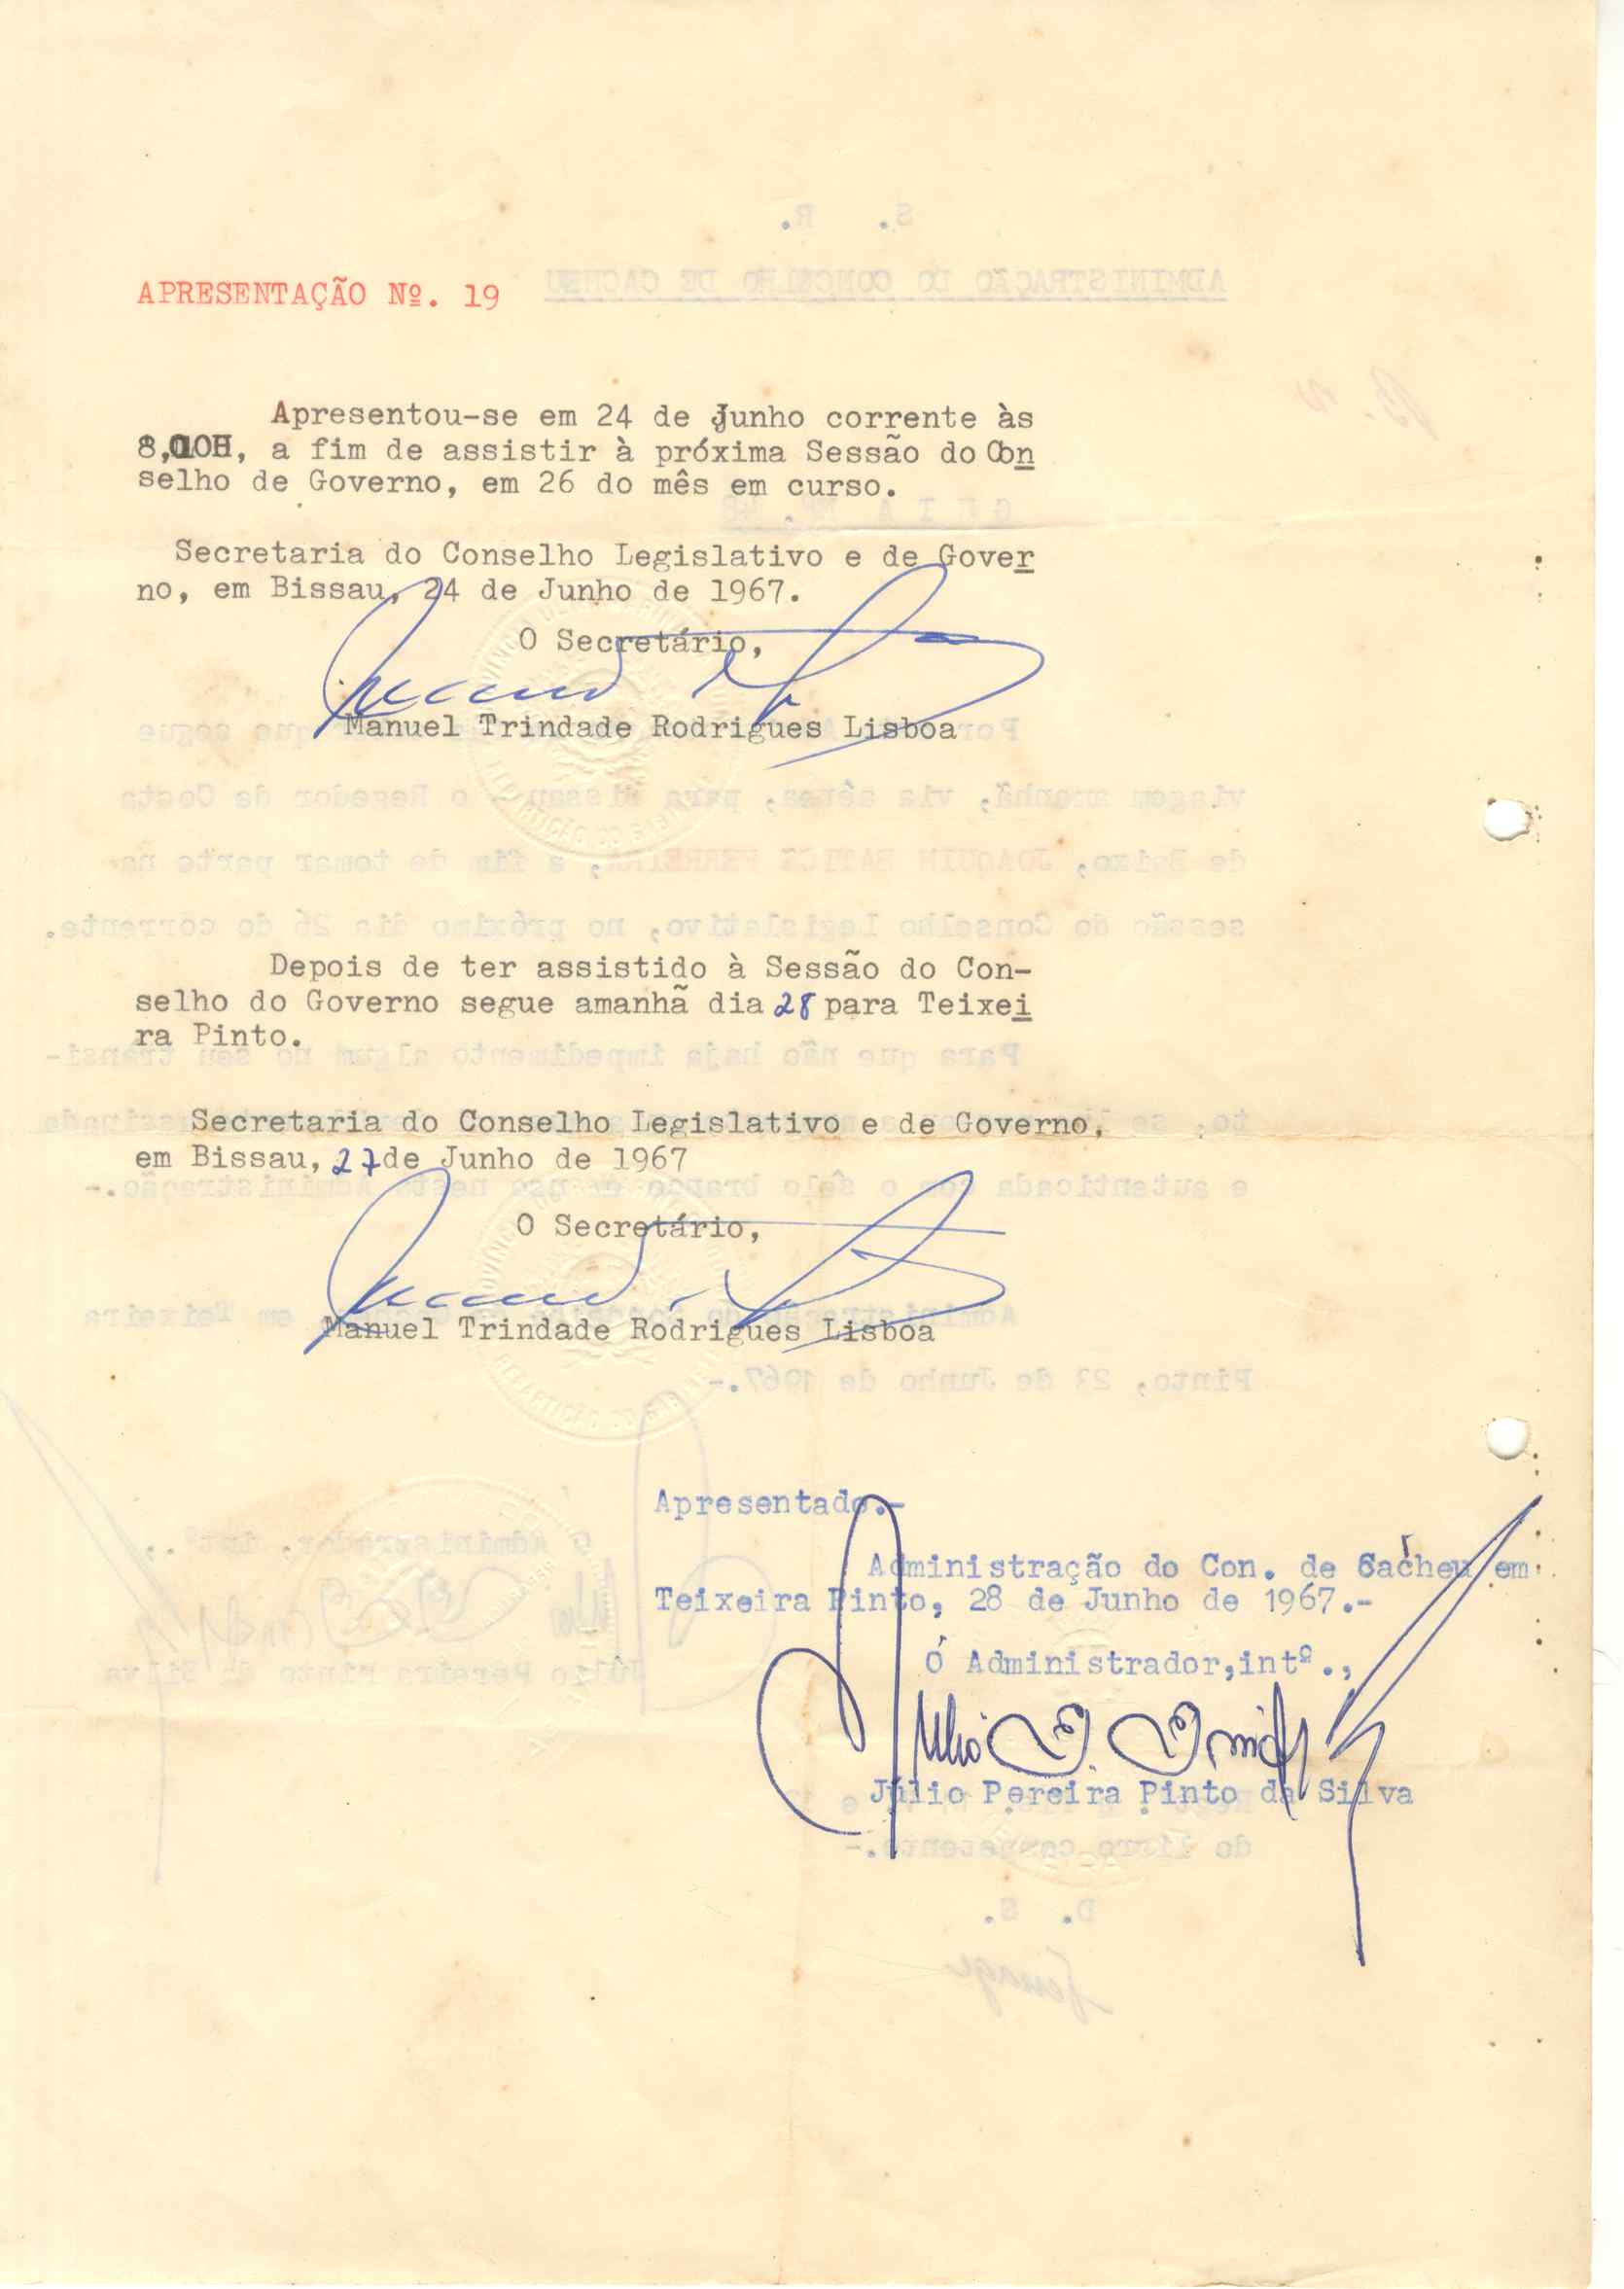 APRESENTAÇÃO Nº. 19
Apresentou-se em 24 de Junho corrente às
8,00H, a fim de assistir à próxima Sessão do Con
selho de Governo, em 26 do mês em curso.
Secretaria do Conselho Legislativo e de Gover
no, em Bissau, 24 de Junho de 1967.
O Secretário,
Manuel Trindade Rodrigues Lisboa
Depois de ter assistido à Sessão do Con-
selho do Governo segue amanhã dia 28 para Teixei
ra Pinto.
Secretaria do Conselho Legislativo e de Governo,
em Bissau, 27 de Junho de 1967
O Secretário,
Manuel Trindade Rodrigues Lisboa
Apresentado.-
Administração do Con. de Cacheu em
Teixeira Pinto, 28 de Junho de 1967.-
O Administrador,intº.,
Júlio Pereira Pinto da Silva